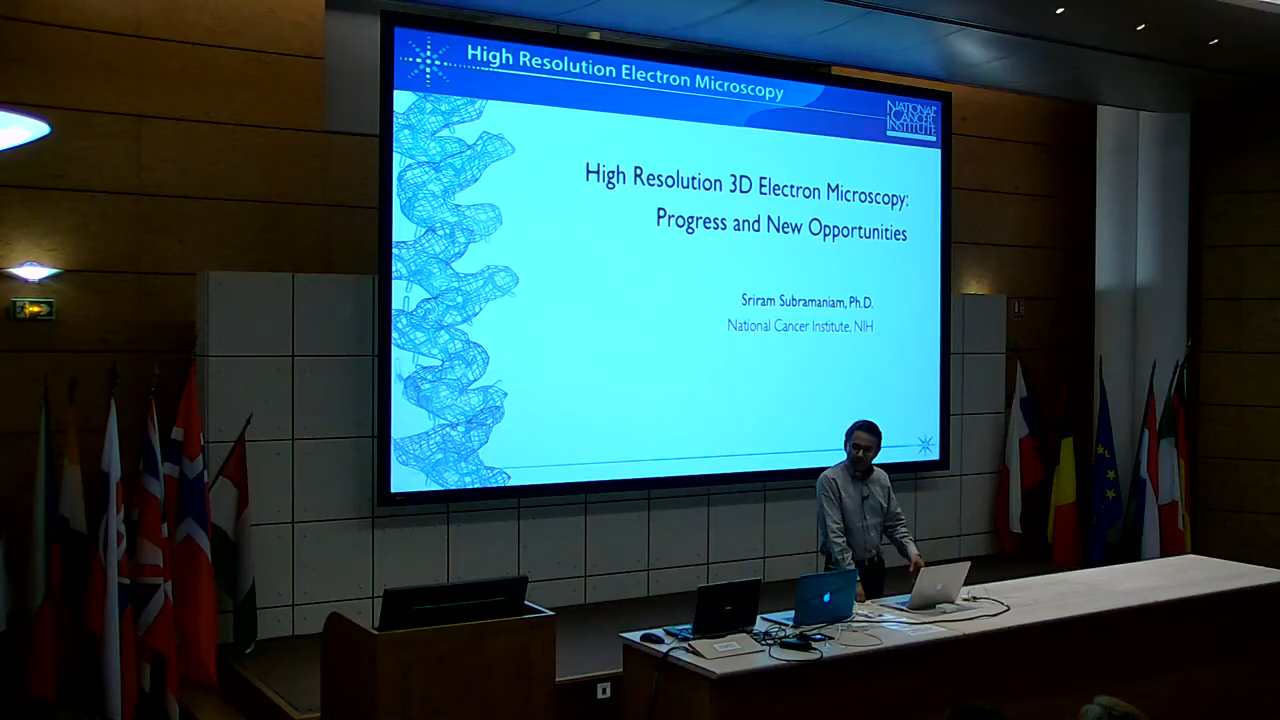 High Resolution Electron Microscopy
NATIONAL
CANCER
INSTITUTE
High Resolution 3D Electron Microscopy:
Progress and New Opportunities
Sriram Subramaniam, Ph.D.
National Cancer Institute, NIH